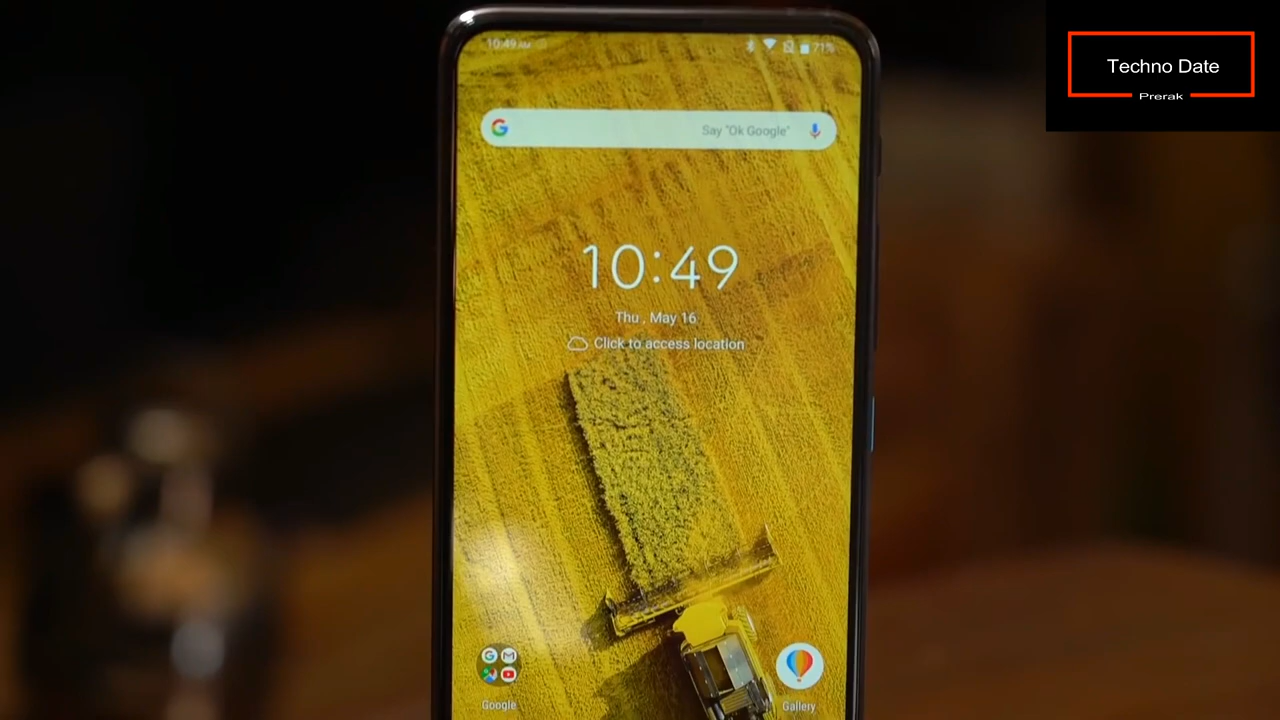 10:49 AM
71%
Techno Date
Prerak
Say "Ok Google"
10:49
Thu , May 16
Click to access location
Google
Gallery